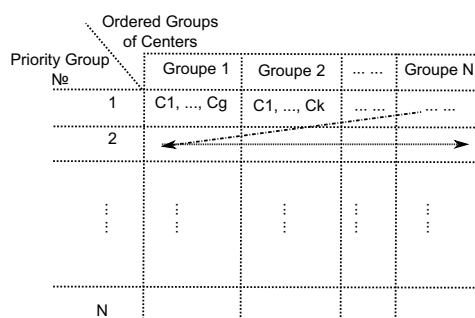 Ordered Groups
of Centers
Priority Group
№
Groupe 1 Groupe 2 ... ... Groupe N
1 C1, ..., Cg C1, ..., Ck ... ... ... ...
2
... ... ... ...
... ... ... ...
N